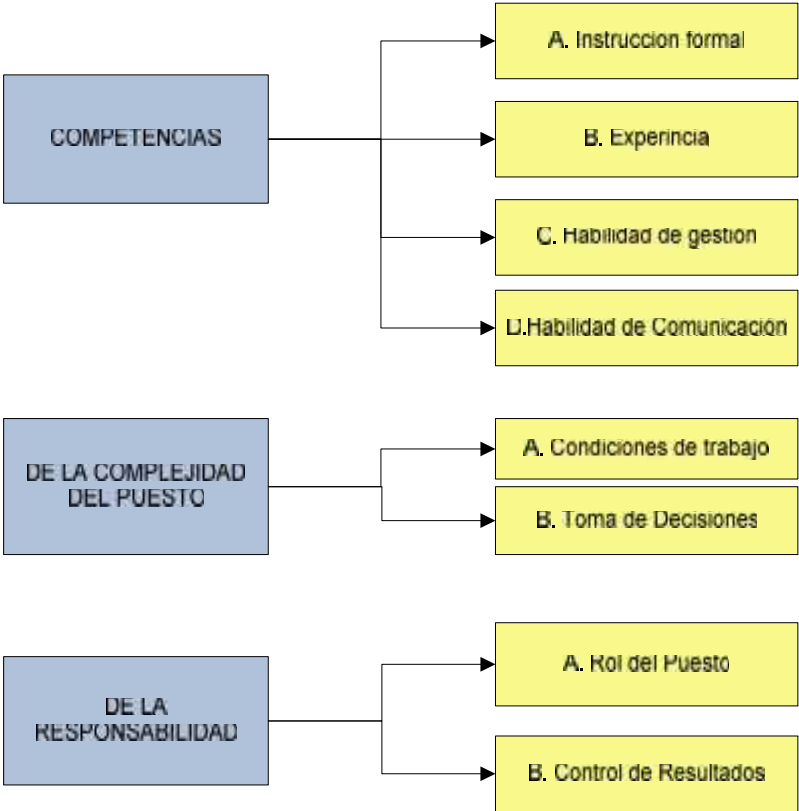 COMPETENCIAS
A. Instruccion formal
B. Experincia
C. Habilidad de gestion
D.Habilidad de Comunicación
DE LA COMPLEJIDAD
DEL PUESTO
A. Condiciones de trabajo
B. Toma de Decisiones
DE LA
RESPONSABILIDAD
A. Rol del Puesto
B. Control de Resultados